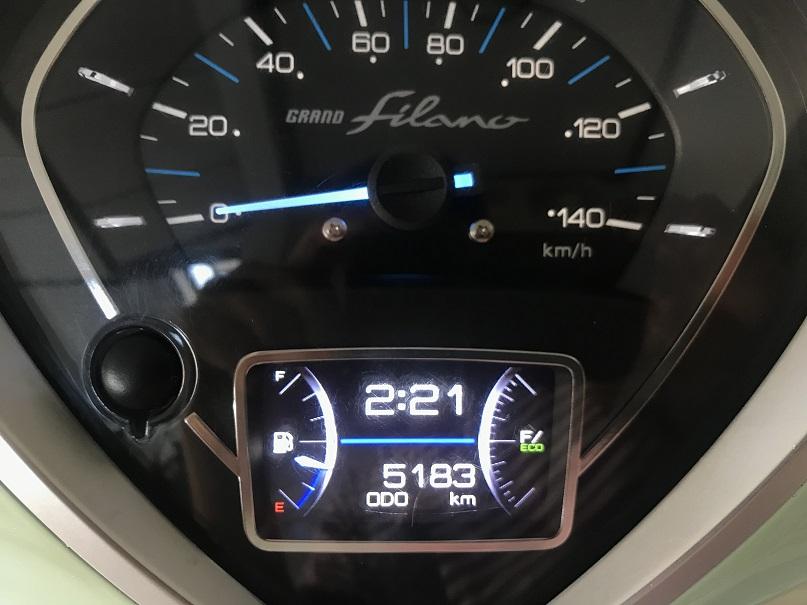 60 80
40 100
GRAND Filano
20 120
0 140
km/h
F
2:21
F/
ECO
5183
E ODO km